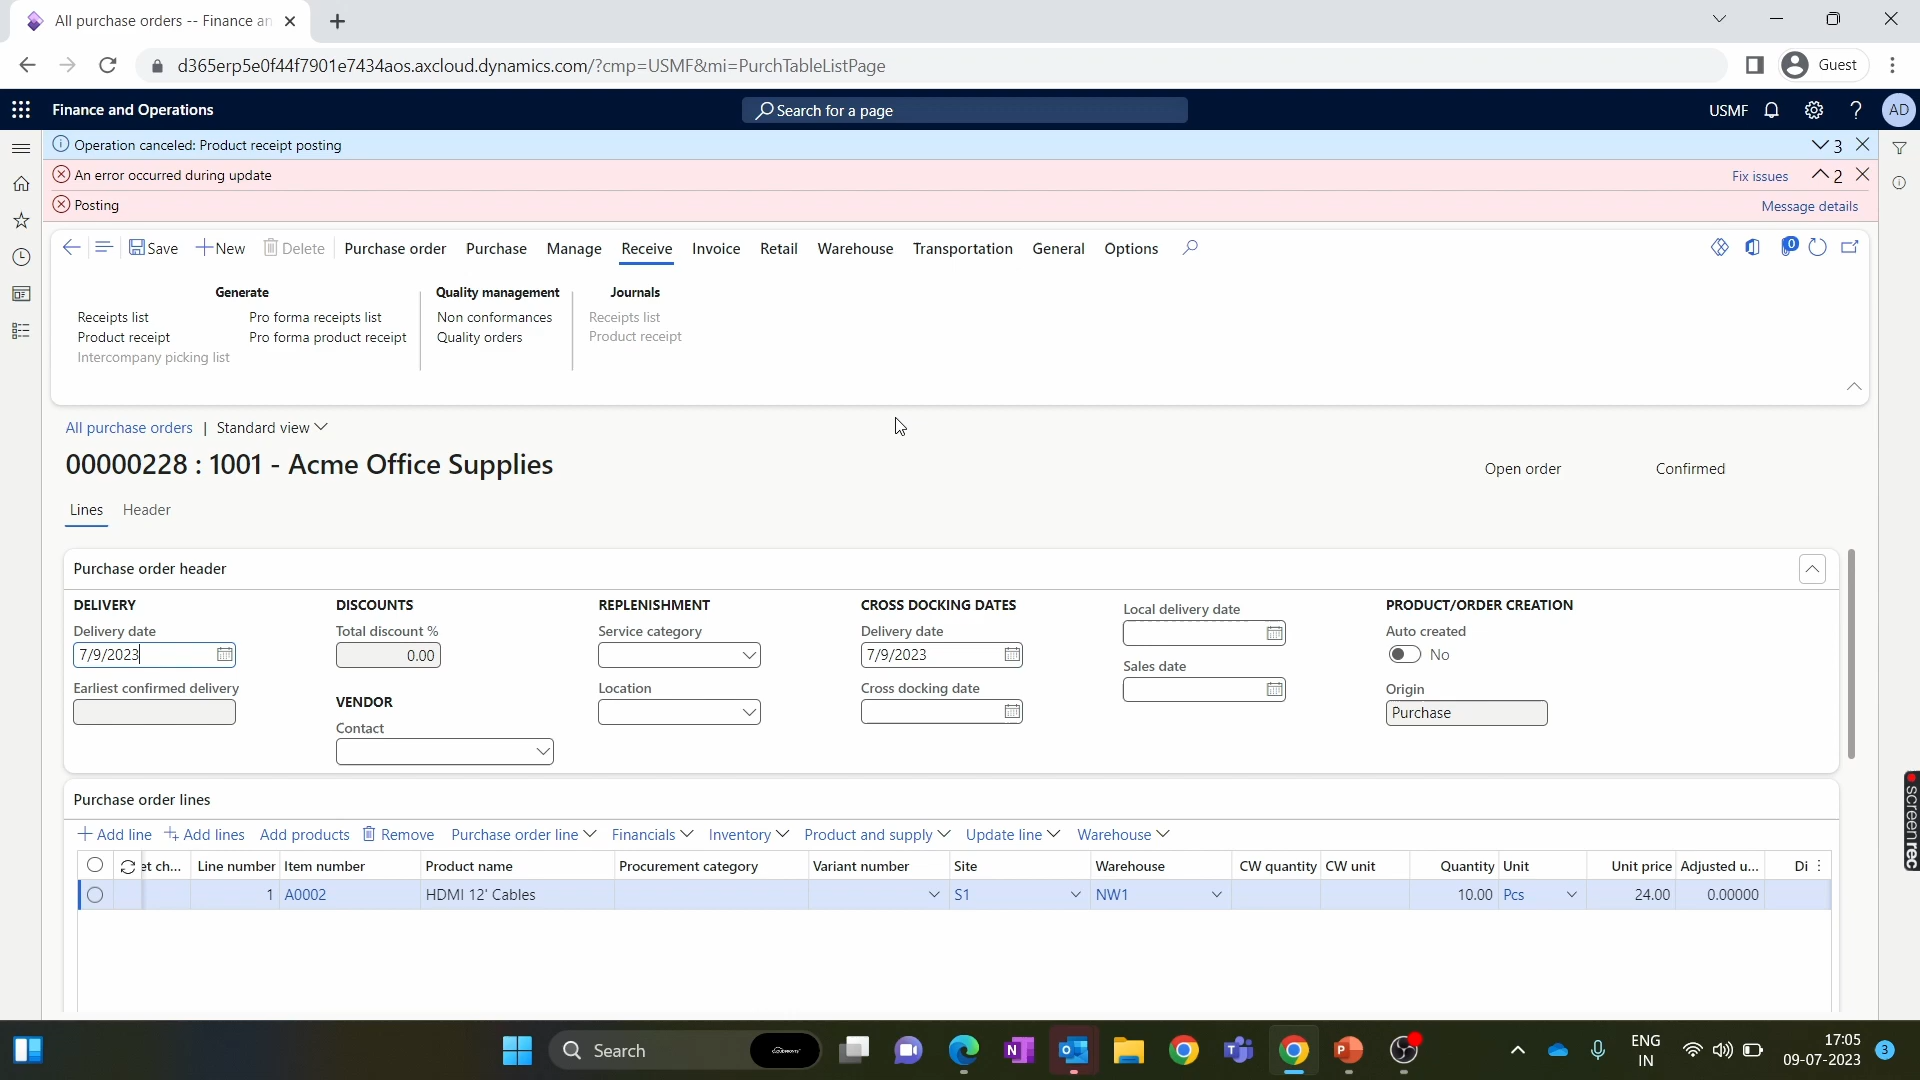 All purchase orders -- Finance an
d365erp5e0f44f7901e7434aos.axcloud.dynamics.com/?cmp=USMF&mi=PurchTableListPage
Guest
Finance and Operations
Search for a page
USMF
?
AD
Operation canceled: Product receipt posting
3
An error occurred during update
Fix issues
2
Posting
Message details
Save
New
Delete
Purchase order
Purchase
Manage
Receive
Invoice
Retail
Warehouse
Transportation
General
Options
0
Generate
Receipts list
Pro forma receipts list
Product receipt
Pro forma product receipt
Intercompany picking list
Quality management
Non conformances
Quality orders
Journals
Receipts list
Product receipt
All purchase orders | Standard view
00000228 : 1001 - Acme Office Supplies
Open order
Confirmed
Lines
Header
Purchase order header
DELIVERY
Delivery date
7/9/2023
Earliest confirmed delivery
DISCOUNTS
Total discount %
0.00
VENDOR
Contact
REPLENISHMENT
Service category
Location
CROSS DOCKING DATES
Delivery date
7/9/2023
Cross docking date
Local delivery date
Sales date
PRODUCT/ORDER CREATION
Auto created
No
Origin
Purchase
Purchase order lines
Add line
Add lines
Add products
Remove
Purchase order line
Financials
Inventory
Product and supply
Update line
Warehouse
et ch... Line number Item number Product name Procurement category Variant number Site Warehouse CW quantity CW unit Quantity Unit Unit price Adjusted u... Di
1 A0002 HDMI 12' Cables S1 NW1 10.00 Pcs 24.00 0.00000
screenrec
Search
ENG
IN
17:05
09-07-2023
3